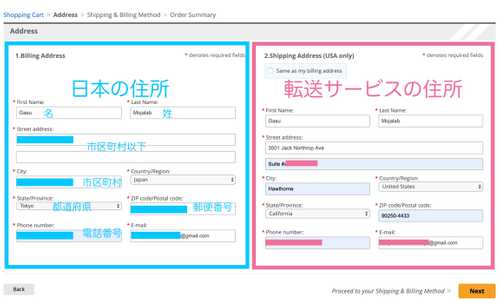 Shopping Cart > Address > Shipping & Billing Method > Order Summary
Address
1.Billing Address
* denotes required fields
日本の住所
* First Name:
* Last Name:
Gasu 名
Mojalab 姓
* Street address:
市区町村以下
* City:
* Country/Region:
市区町村
Japan
* State/Province:
* ZIP code/Postal code:
Tokyo 都道府県
郵便番号
* Phone number:
* E-mail:
電話番号
@gmail.com
2.Shipping Address (USA only)
* denotes required fields
Same as my billing address
転送サービスの住所
* First Name:
* Last Name:
Gasu
Mojalab
* Street address:
3901 Jack Northrop Ave
Suite #
* City:
* Country/Region:
Hawthorne
United States
* State/Province:
* ZIP code/Postal code:
California
90250-4433
* Phone number:
* E-mail:
@gmail.com
Back
Proceed to your Shipping & Billing Method >
Next